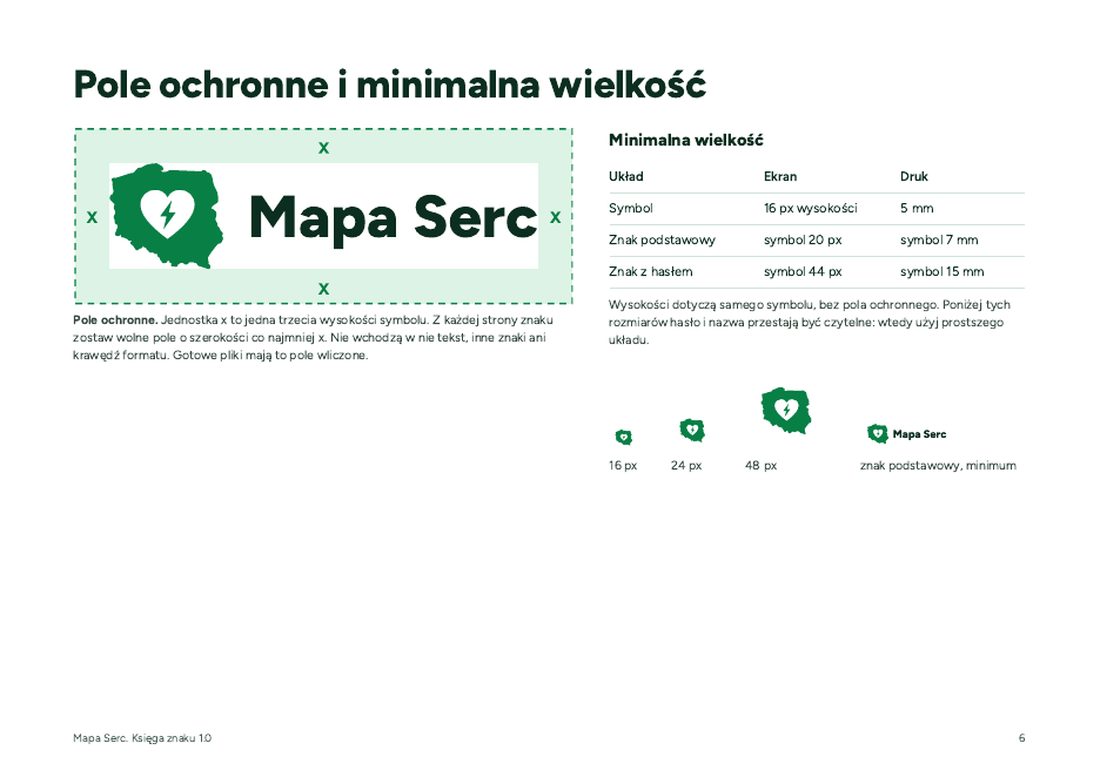 Pole ochronne i minimalna wielkość
x
x
Mapa Serc
x
x
Pole ochronne. Jednostka x to jedna trzecia wysokości symbolu. Z każdej strony znaku
zostaw wolne pole o szerokości co najmniej x. Nie wchodzą w nie tekst, inne znaki ani
krawędź formatu. Gotowe pliki mają to pole wliczone.
Minimalna wielkość
Układ Ekran Druk
Symbol 16 px wysokości 5 mm
Znak podstawowy symbol 20 px symbol 7 mm
Znak z hasłem symbol 44 px symbol 15 mm
Wysokości dotyczą samego symbolu, bez pola ochronnego. Poniżej tych
rozmiarów hasło i nazwa przestają być czytelne: wtedy użyj prostszego
układu.
Mapa Serc
16 px 24 px 48 px znak podstawowy, minimum
Mapa Serc. Księga znaku 1.0 6